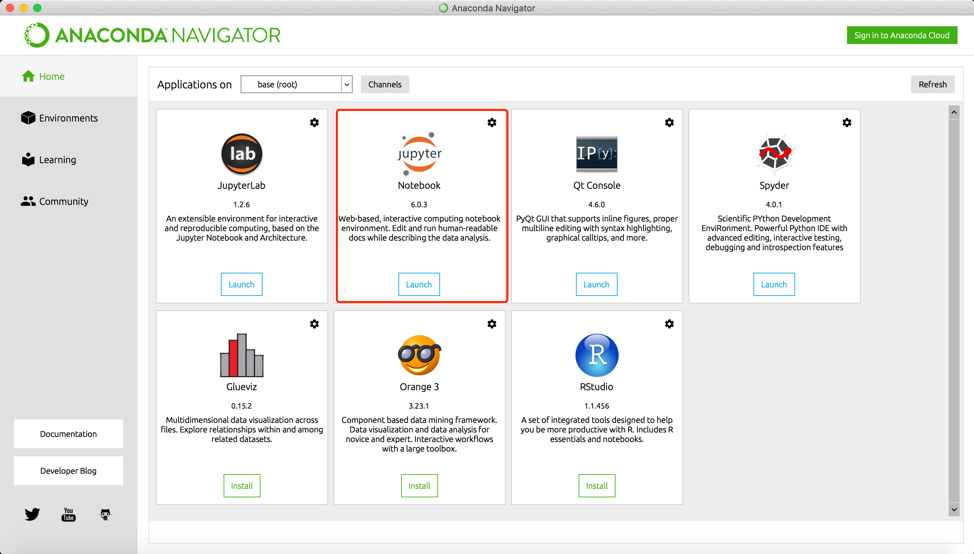 Anaconda Navigator
ANACONDA NAVIGATOR
Sign in to Anaconda Cloud
Home
Environments
Learning
Community
Documentation
Developer Blog
You
Tube
Applications on
base (root)
Channels
Refresh
lab
JupyterLab
1.2.6
An extensible environment for interactive
and reproducible computing, based on the
Jupyter Notebook and Architecture.
Launch
jupyter
Notebook
6.0.3
Web-based, interactive computing notebook
environment. Edit and run human-readable
docs while describing the data analysis.
Launch
IP[y]:
Qt Console
4.6.0
PyQt GUI that supports inline figures, proper
multiline editing with syntax highlighting,
graphical calltips, and more.
Launch
Spyder
4.0.1
Scientific PYthon Development
EnviRonment. Powerful Python IDE with
advanced editing, interactive testing,
debugging and introspection features
Launch
Glueviz
0.15.2
Multidimensional data visualization across
files. Explore relationships within and among
related datasets.
Install
Orange 3
3.23.1
Component based data mining framework.
Data visualization and data analysis for
novice and expert. Interactive workflows
with a large toolbox.
Install
R
RStudio
1.1.456
A set of integrated tools designed to help
you be more productive with R. Includes R
essentials and notebooks.
Install